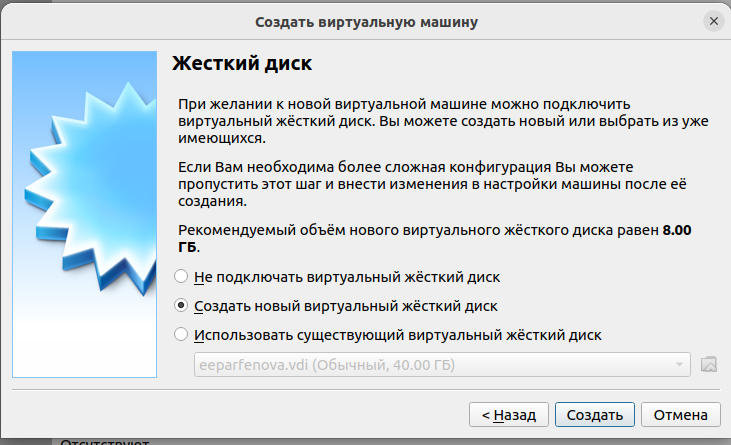 Создать виртуальную машину
Жесткий диск
При желании к новой виртуальной машине можно подключить
виртуальный жёсткий диск. Вы можете создать новый или выбрать из уже
имеющихся.
Если Вам необходима более сложная конфигурация Вы можете
пропустить этот шаг и внести изменения в настройки машины после её
создания.
Рекомендуемый объём нового виртуального жёсткого диска равен 8.00
ГБ.
Не подключать виртуальный жёсткий диск
Создать новый виртуальный жёсткий диск
Использовать существующий виртуальный жёсткий диск
eeparfenova.vdi (Обычный, 40.00 ГБ)
< Назад Создать Отмена
Отсутствуют